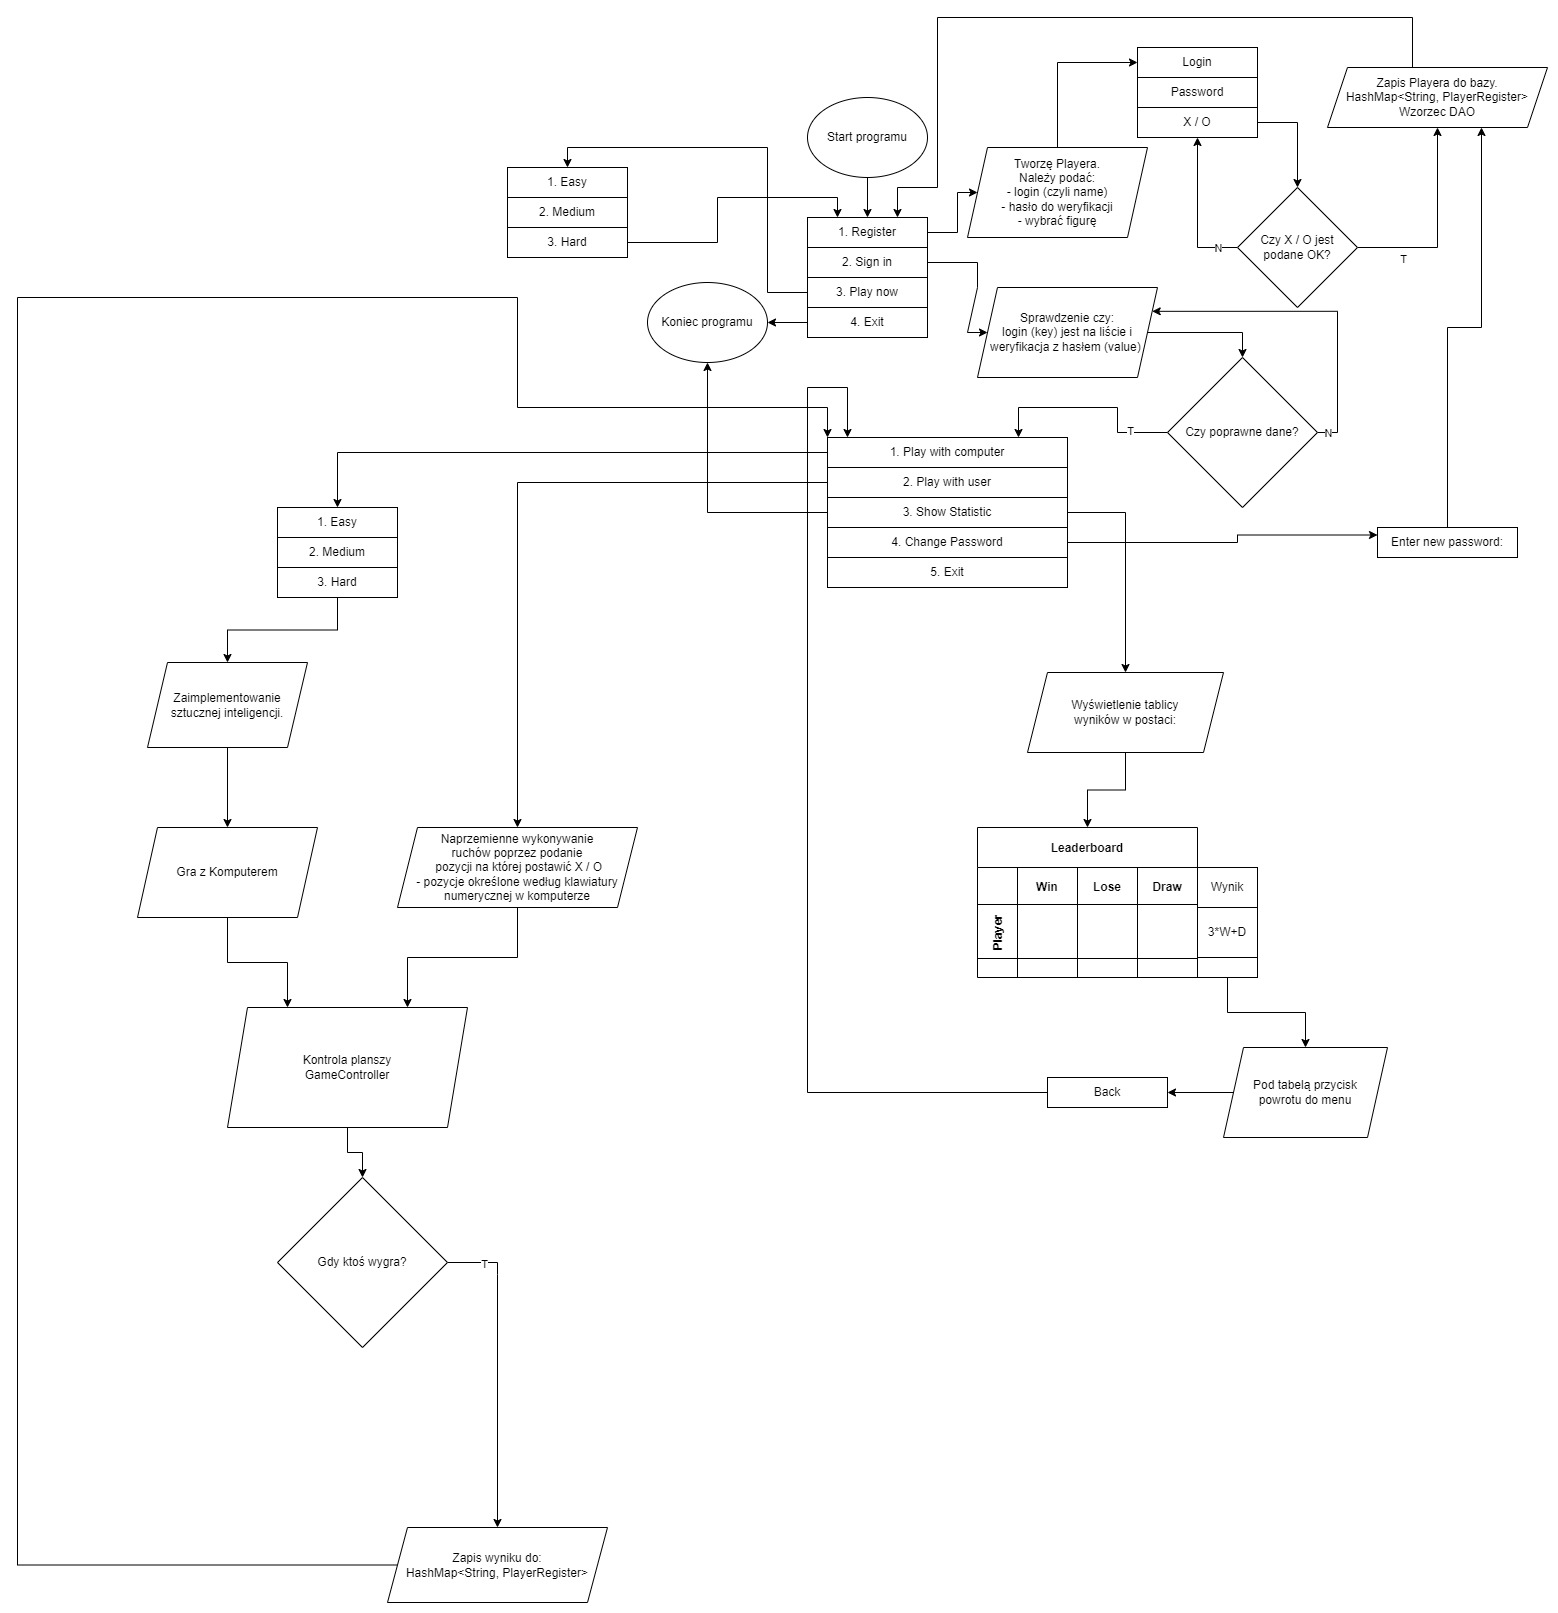 Login
Password
X / O
Zapis Playera do bazy.
HashMap<String, PlayerRegister>
Wzorzec DAO
Start programu
Tworzę Playera.
Należy podać:
- login (czyli name)
- hasło do weryfikacji
- wybrać figurę
1. Easy
2. Medium
3. Hard
1. Register
2. Sign in
3. Play now
4. Exit
Czy X / O jest
podane OK?
N
T
Koniec programu
Sprawdzenie czy:
login (key) jest na liście i
weryfikacja z hasłem (value)
Czy poprawne dane?
T
N
1. Play with computer
2. Play with user
3. Show Statistic
4. Change Password
5. Exit
Enter new password:
1. Easy
2. Medium
3. Hard
Zaimplementowanie
sztucznej inteligencji.
Wyświetlenie tablicy
wyników w postaci:
Gra z Komputerem
Naprzemienne wykonywanie
ruchów poprzez podanie
pozycji na której postawić X / O
- pozycje określone według klawiatury
numerycznej w komputerze
Leaderboard
Win Lose Draw Wynik
Player 3*W+D
Kontrola planszy
GameController
Pod tabelą przycisk
powrotu do menu
Back
Gdy ktoś wygra?
T
Zapis wyniku do:
HashMap<String, PlayerRegister>